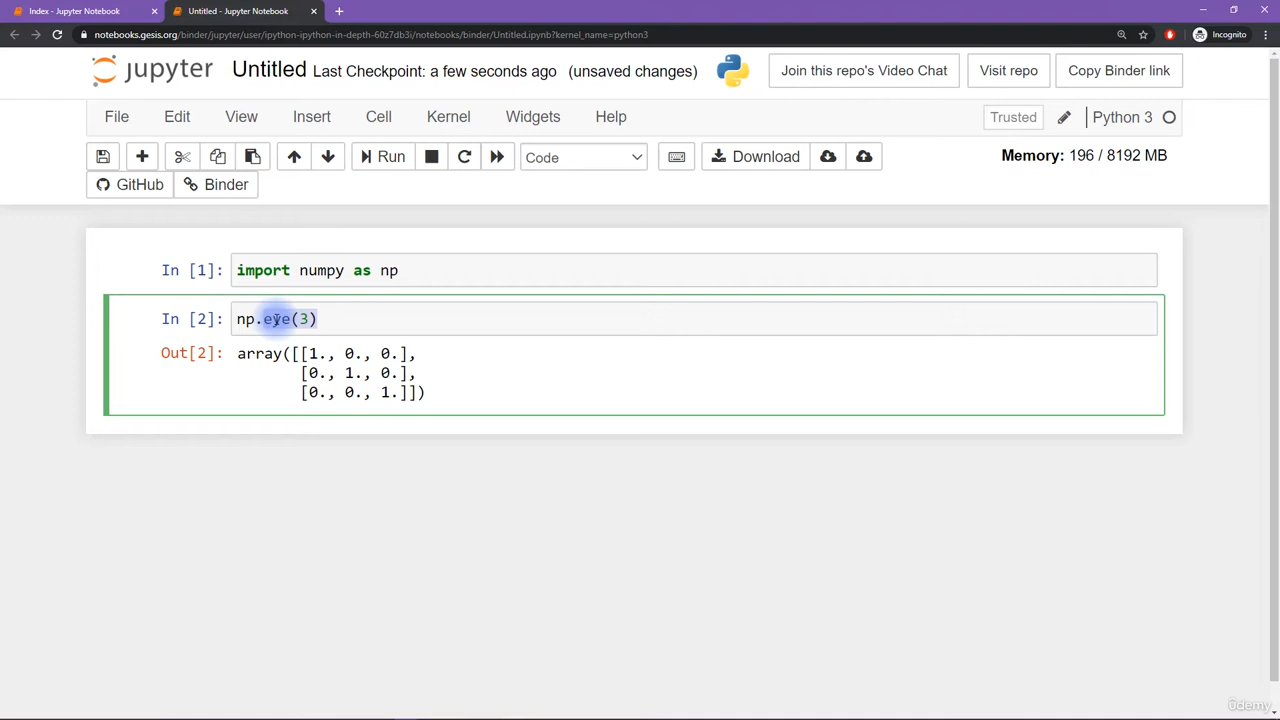 Index - Jupyter Notebook
Untitled - Jupyter Notebook
notebooks.gesis.org/binder/jupyter/user/ipython-ipython-in-depth-60z7db3i/notebooks/binder/Untitled.ipynb?kernel_name=python3
Incognito
jupyter Untitled Last Checkpoint: a few seconds ago (unsaved changes)
Join this repo's Video Chat Visit repo Copy Binder link
File Edit View Insert Cell Kernel Widgets Help Trusted Python 3
Run Code Download Memory: 196 / 8192 MB
GitHub Binder
In [1]: import numpy as np
In [2]: np.eye(3)
Out[2]: array([[1., 0., 0.],
[0., 1., 0.],
[0., 0., 1.]])
ûdemy